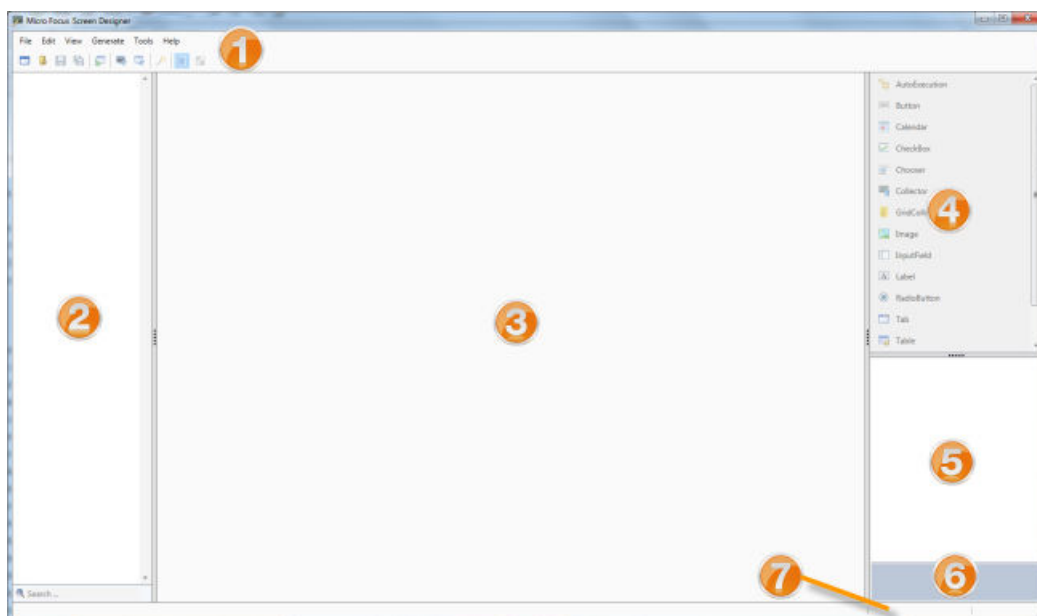 Micro Focus Screen Designer
File Edit View Generate Tools Help
1
AutoExecution
Button
Calendar
CheckBox
Chooser
Collector
4
Image
InputField
Label
RadioButton
Tab
Table
2
3
5
7
6
Search...